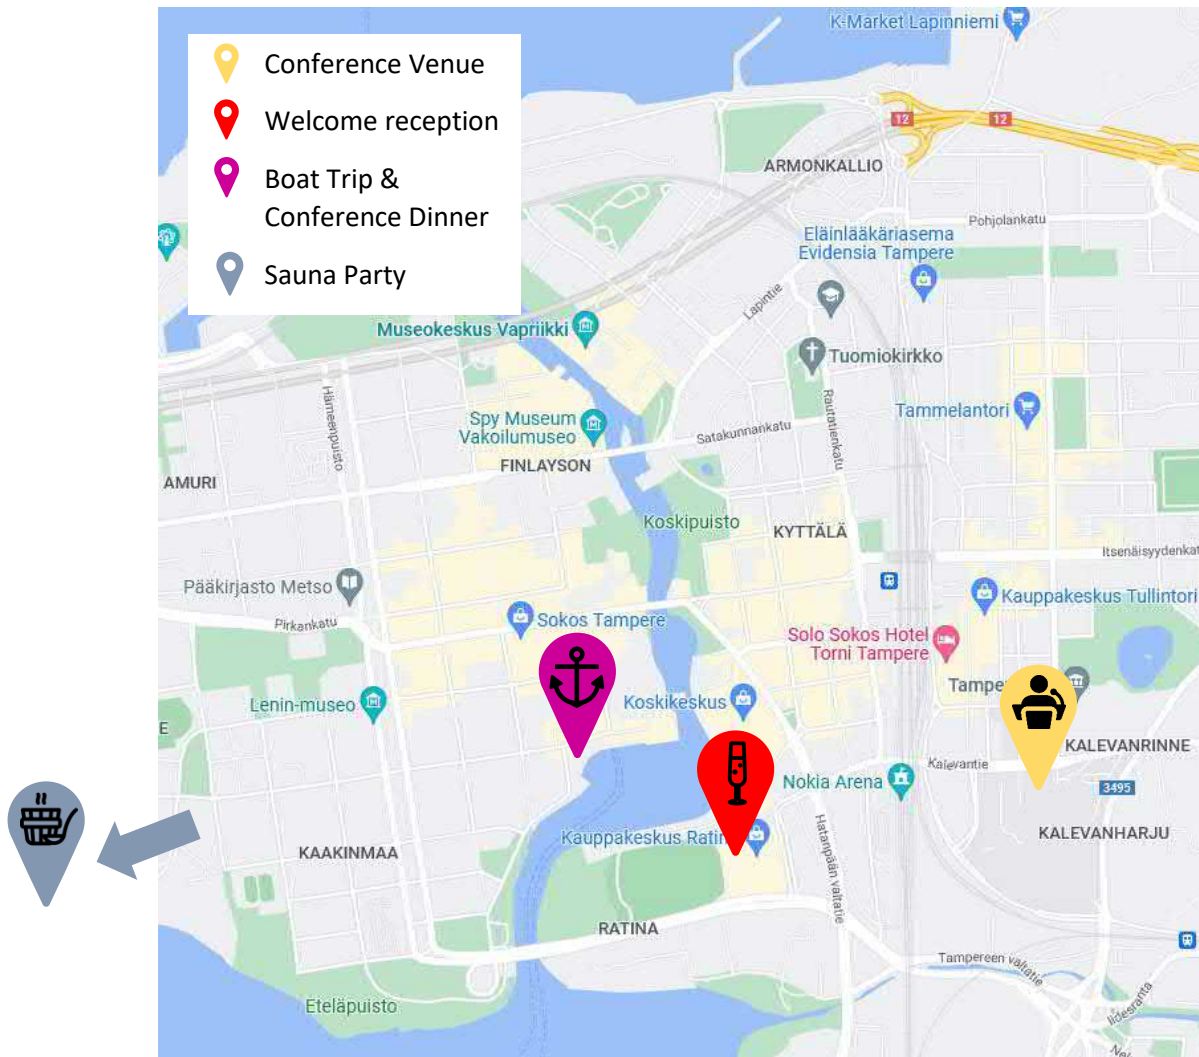 Conference Venue
Welcome reception
Boat Trip &
Conference Dinner
Sauna Party
K-Market Lapinniemi
12
12
ARMONKALLIO
Pohjolankatu
Eläinlääkäriasema
Evidensia Tampere
Lapintie
Museokeskus Vapriikki
Tuomiokirkko
Hämeenpuisto
Rautatienkatu
Tammelantori
Spy Museum
Vakoilumuseo
Satakunnankatu
FINLAYSON
AMURI
Koskipuisto
KYTTÄLÄ
Itsenäisyydenkat
Pääkirjasto Metso
Kauppakeskus Tullintori
Pirkankatu
Sokos Tampere
Solo Sokos Hotel
Torni Tampere
Tampe
Lenin-museo
Koskikeskus
E
KALEVANRINNE
Kalevantie
Nokia Arena
3495
Kauppakeskus Ratin
Hatanpään valtatie
KALEVANHARJU
KAAKINMAA
RATINA
Tampereen valtatie
Eteläpuisto
Iidesranta